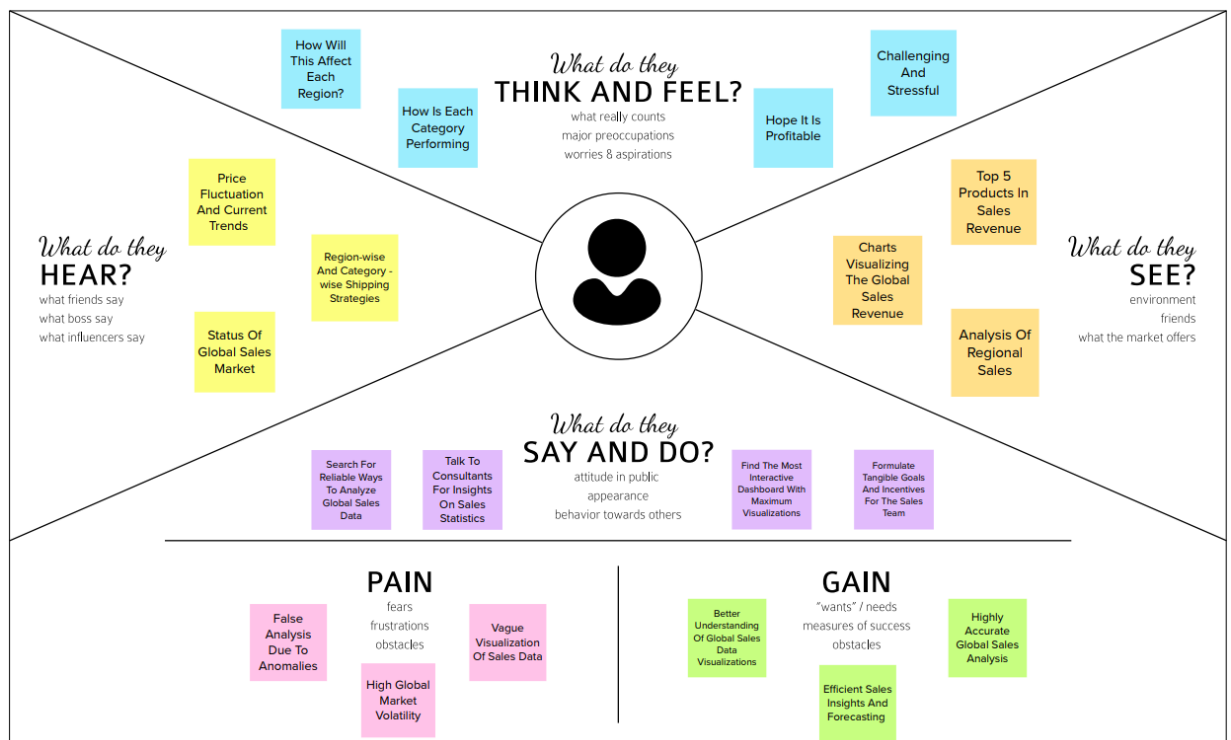 What do they
THINK AND FEEL?
what really counts
major preoccupations
worries & aspirations
How Will
This Affect
Each
Region?
How Is Each
Category
Performing
Hope It Is
Profitable
Challenging
And
Stressful
What do they
HEAR?
what friends say
what boss say
what influencers say
Price
Fluctuation
And Current
Trends
Region-wise
And Category -
wise Shipping
Strategies
Status Of
Global Sales
Market
What do they
SEE?
environment
friends
what the market offers
Top 5
Products In
Sales
Revenue
Charts
Visualizing
The Global
Sales
Revenue
Analysis Of
Regional
Sales
What do they
SAY AND DO?
attitude in public
appearance
behavior towards others
Search For
Reliable Ways
To Analyze
Global Sales
Data
Talk To
Consultants
For Insights
On Sales
Statistics
Find The Most
Interactive
Dashboard With
Maximum
Visualizations
Formulate
Tangible Goals
And Incentives
For The Sales
Team
PAIN
fears
frustrations
obstacles
False
Analysis
Due To
Anomalies
High Global
Market
Volatility
Vague
Visualization
Of Sales Data
GAIN
"wants" / needs
measures of success
obstacles
Better
Understanding
Of Global Sales
Data
Visualizations
Efficient Sales
Insights And
Forecasting
Highly
Accurate
Global Sales
Analysis